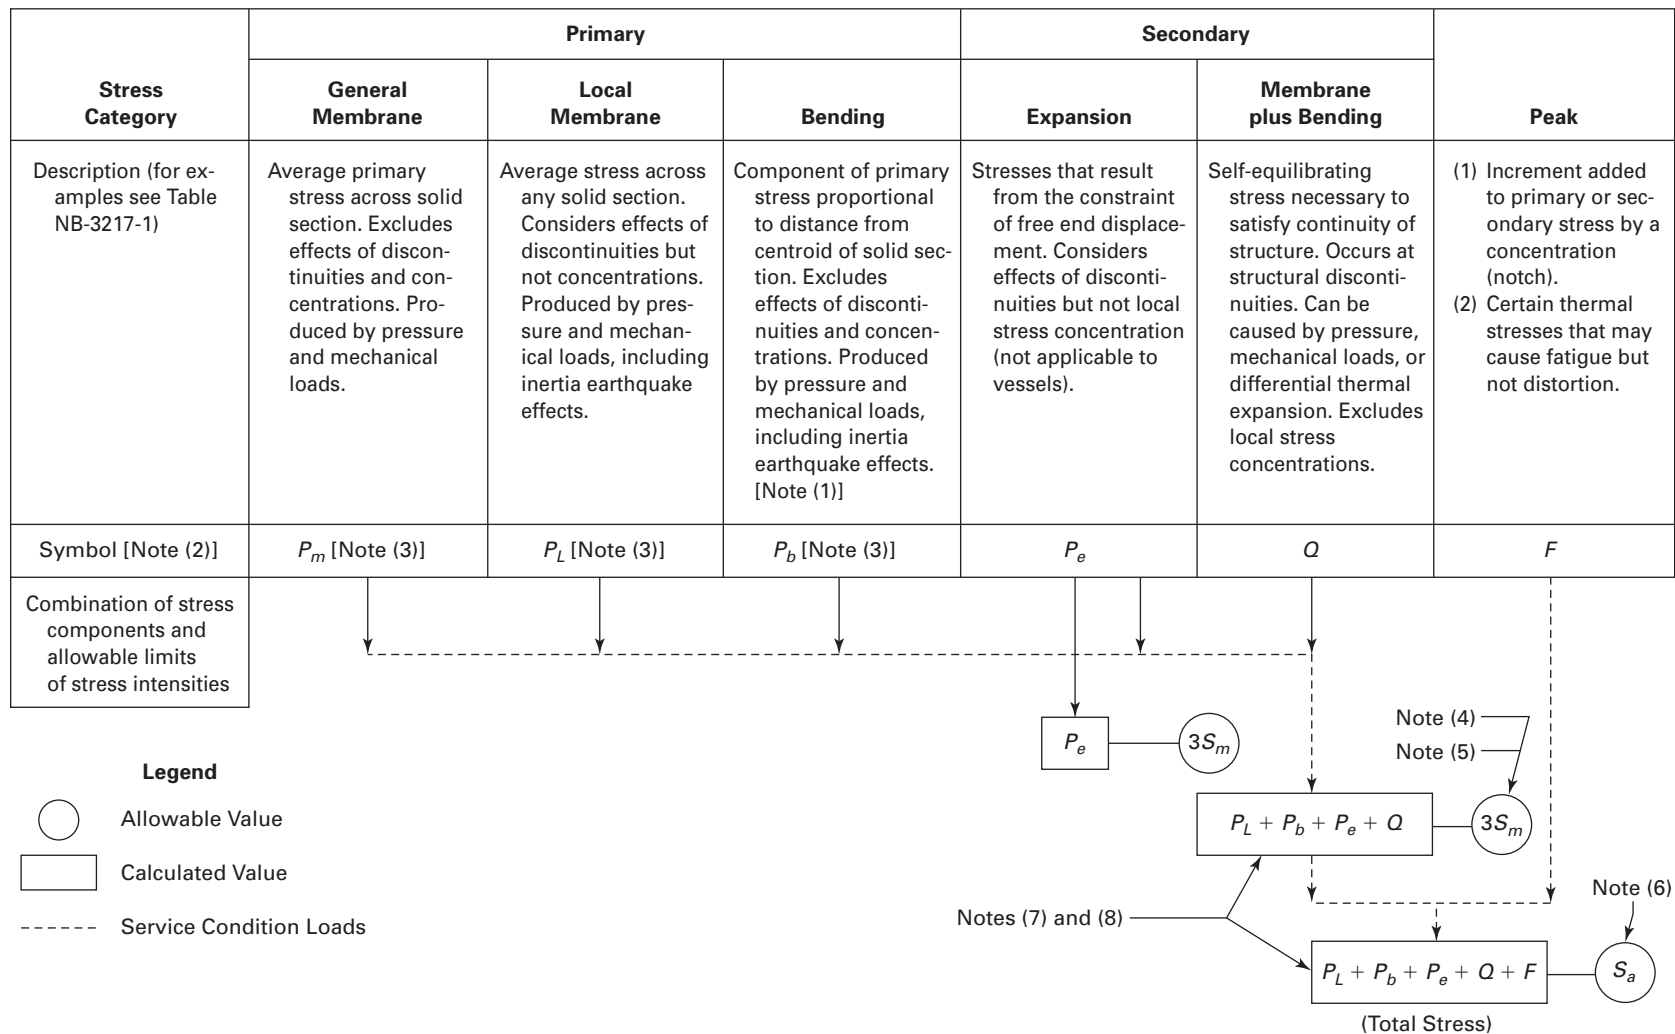 Stress
Category
Primary
General
Membrane
Local
Membrane
Bending
Secondary
Expansion
Membrane
plus Bending
Peak
Description (for ex-
amples see Table
NB-3217-1)
Average primary
stress across solid
section. Excludes
effects of discon-
tinuities and con-
centrations. Pro-
duced by pressure
and mechanical
loads.
Average stress across
any solid section.
Considers effects of
discontinuities but
not concentrations.
Produced by pres-
sure and mechan-
ical loads, including
inertia earthquake
effects.
Component of primary
stress proportional
to distance from
centroid of solid sec-
tion. Excludes
effects of disconti-
nuities and concen-
trations. Produced
by pressure and
mechanical loads,
including inertia
earthquake effects.
[Note (1)]
Stresses that result
from the constraint
of free end displace-
ment. Considers
effects of disconti-
nuities but not local
stress concentration
(not applicable to
vessels).
Self-equilibrating
stress necessary to
satisfy continuity of
structure. Occurs at
structural disconti-
nuities. Can be
caused by pressure,
mechanical loads, or
differential thermal
expansion. Excludes
local stress
concentrations.
(1) Increment added
to primary or sec-
ondary stress by a
concentration
(notch).
(2) Certain thermal
stresses that may
cause fatigue but
not distortion.
Symbol [Note (2)]
P_m [Note (3)]
P_L [Note (3)]
P_b [Note (3)]
P_e
Q
F
Combination of stress
components and
allowable limits
of stress intensities
P_e
3S_m
Note (4)
Note (5)
P_L + P_b + P_e + Q
3S_m
Legend
Allowable Value
Calculated Value
Service Condition Loads
Notes (7) and (8)
Note (6)
P_L + P_b + P_e + Q + F
S_a
(Total Stress)